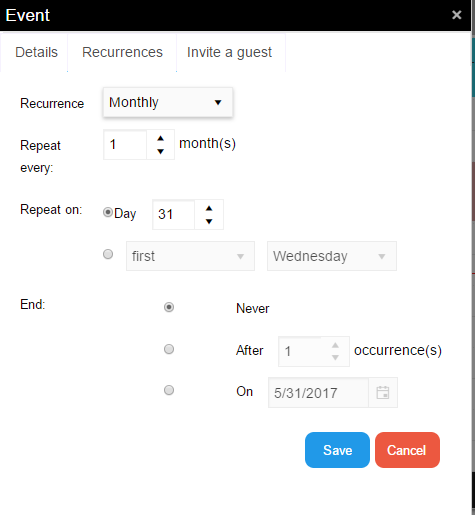 Event
Details Recurrences Invite a guest
Recurrence Monthly
Repeat every: 1 month(s)
Repeat on: Day 31
first Wednesday
End: Never
After 1 occurrence(s)
On 5/31/2017
Save Cancel